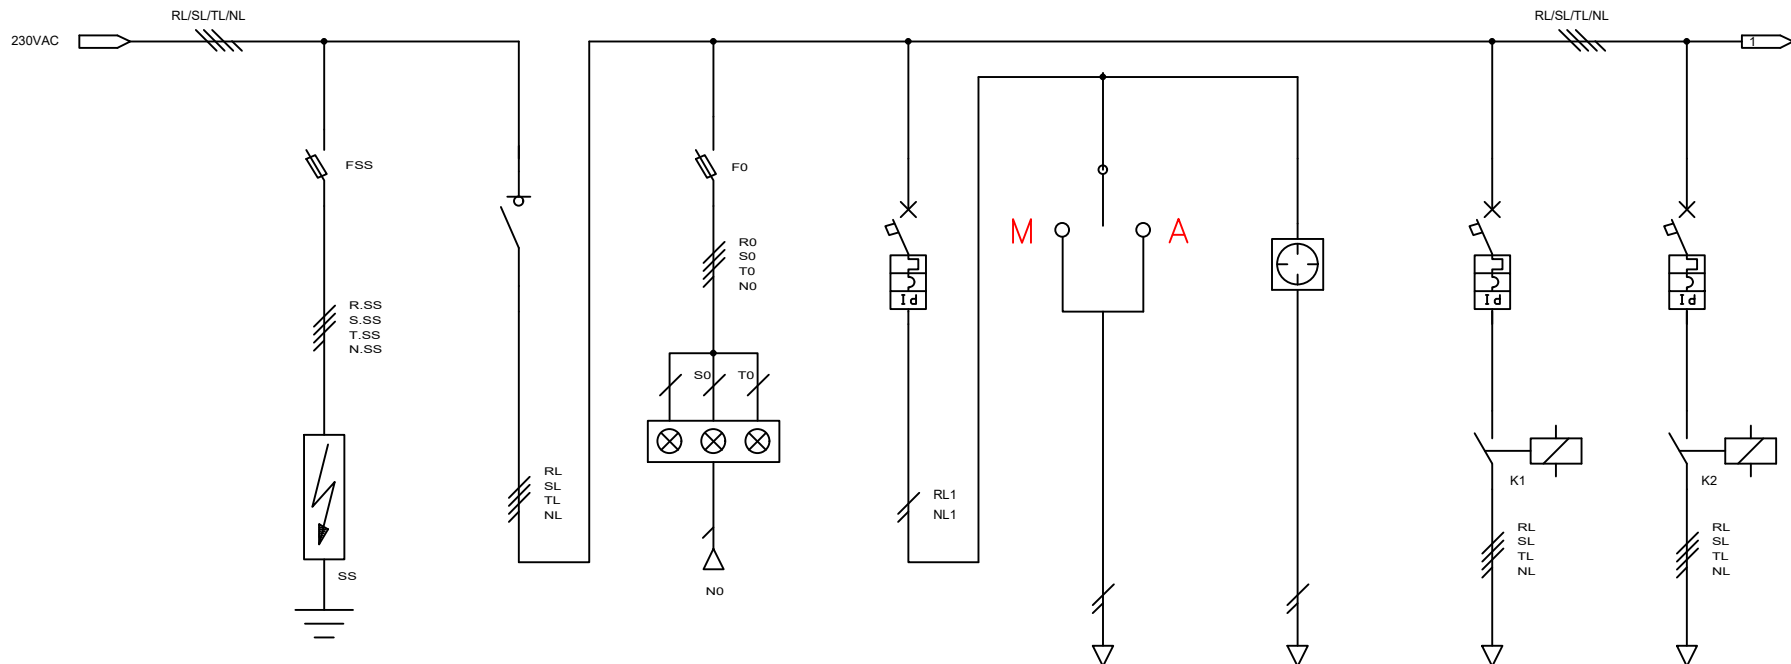 RL/SL/TL/NL
RL/SL/TL/NL
230VAC
1
FSS
F0
M
A
R0
S0
T0
N0
Id
Id
Id
R.SS
S.SS
T.SS
N.SS
S0
T0
RL
SL
TL
NL
K1
K2
RL1
NL1
RL
SL
TL
NL
RL
SL
TL
NL
SS
N0